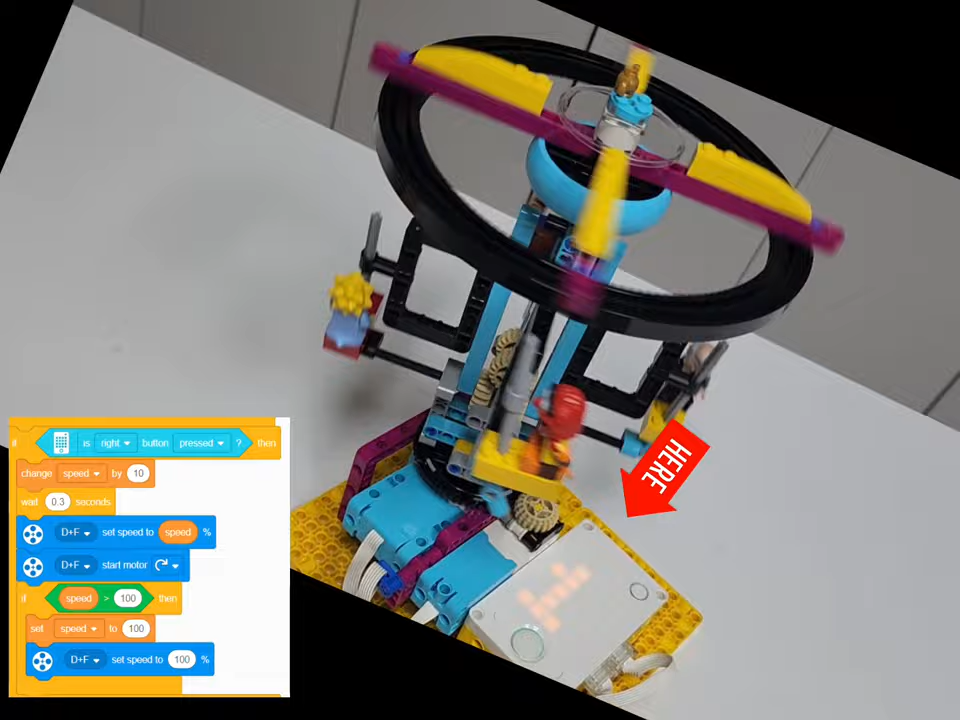 HERE
if is right button pressed ? then
change speed by 10
wait 0.3 seconds
D+F set speed to speed %
D+F start motor
if speed > 100 then
set speed to 100
D+F set speed to 100 %